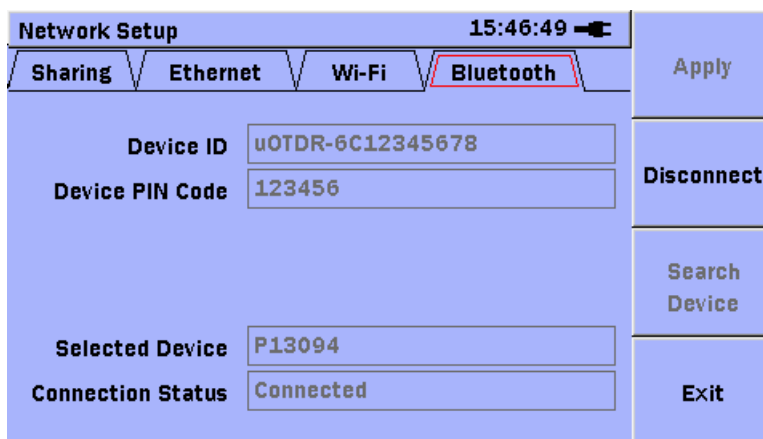 Network Setup 15:46:49
Sharing Ethernet Wi-Fi Bluetooth
Apply
Device ID uOTDR-6C12345678
Device PIN Code 123456
Disconnect
Search
Device
Selected Device P13094
Connection Status Connected
Exit